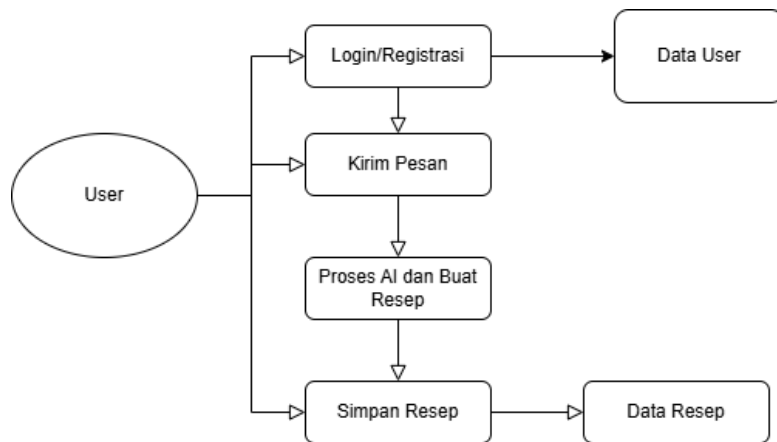 Login/Registrasi
Data User
Kirim Pesan
User
Proses AI dan Buat
Resep
Simpan Resep
Data Resep